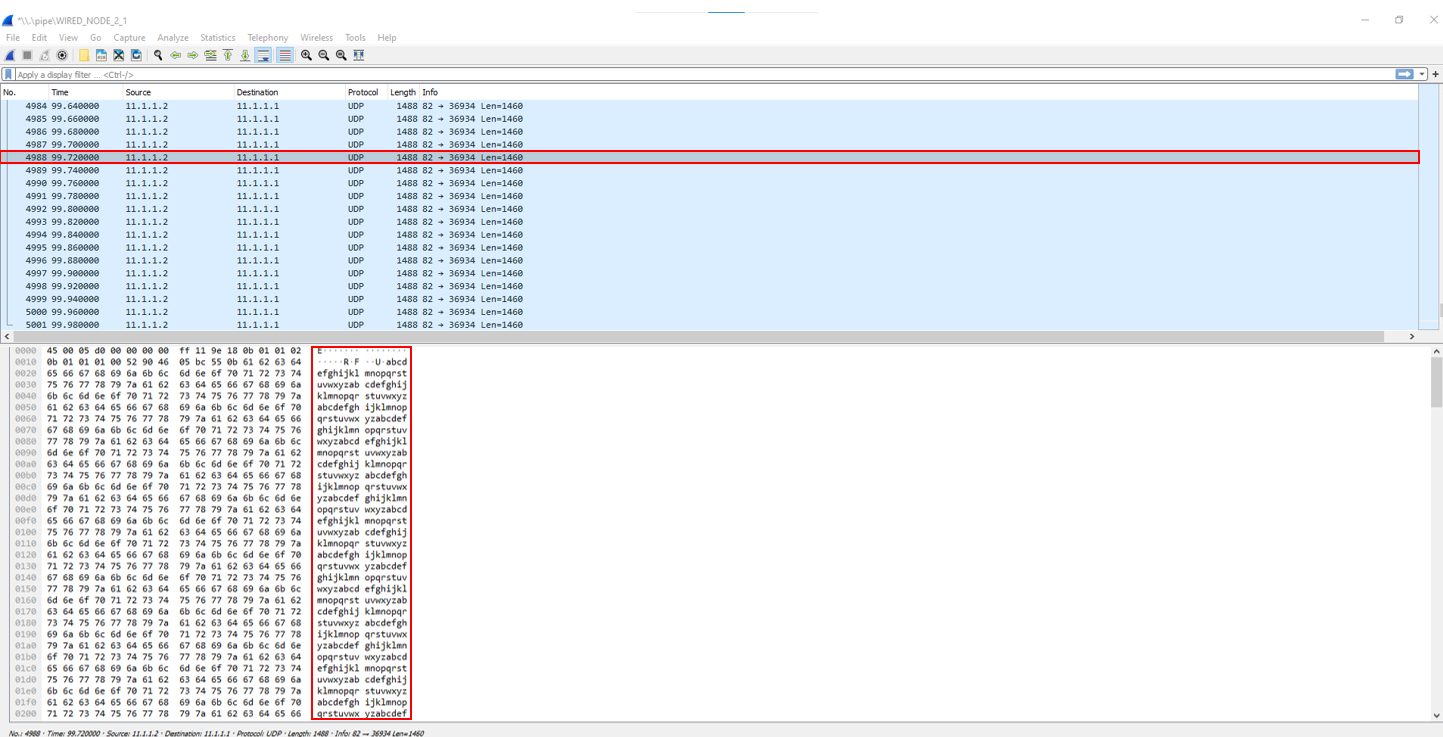 *\\.\pipe\WIRED_NODE_2_1
File Edit View Go Capture Analyze Statistics Telephony Wireless Tools Help
Apply a display filter ... <Ctrl-/>
No. Time Source Destination Protocol Length Info
4984 99.640000 11.1.1.2 11.1.1.1 UDP 1488 82 → 36934 Len=1460
4985 99.660000 11.1.1.2 11.1.1.1 UDP 1488 82 → 36934 Len=1460
4986 99.680000 11.1.1.2 11.1.1.1 UDP 1488 82 → 36934 Len=1460
4987 99.700000 11.1.1.2 11.1.1.1 UDP 1488 82 → 36934 Len=1460
4988 99.720000 11.1.1.2 11.1.1.1 UDP 1488 82 → 36934 Len=1460
4989 99.740000 11.1.1.2 11.1.1.1 UDP 1488 82 → 36934 Len=1460
4990 99.760000 11.1.1.2 11.1.1.1 UDP 1488 82 → 36934 Len=1460
4991 99.780000 11.1.1.2 11.1.1.1 UDP 1488 82 → 36934 Len=1460
4992 99.800000 11.1.1.2 11.1.1.1 UDP 1488 82 → 36934 Len=1460
4993 99.820000 11.1.1.2 11.1.1.1 UDP 1488 82 → 36934 Len=1460
4994 99.840000 11.1.1.2 11.1.1.1 UDP 1488 82 → 36934 Len=1460
4995 99.860000 11.1.1.2 11.1.1.1 UDP 1488 82 → 36934 Len=1460
4996 99.880000 11.1.1.2 11.1.1.1 UDP 1488 82 → 36934 Len=1460
4997 99.900000 11.1.1.2 11.1.1.1 UDP 1488 82 → 36934 Len=1460
4998 99.920000 11.1.1.2 11.1.1.1 UDP 1488 82 → 36934 Len=1460
4999 99.940000 11.1.1.2 11.1.1.1 UDP 1488 82 → 36934 Len=1460
5000 99.960000 11.1.1.2 11.1.1.1 UDP 1488 82 → 36934 Len=1460
5001 99.980000 11.1.1.2 11.1.1.1 UDP 1488 82 → 36934 Len=1460
0000 45 00 05 d0 00 00 00 00 ff 11 9e 18 0b 01 01 02 E······· ········
0010 0b 01 01 01 00 52 90 46 05 bc 55 0b 61 62 63 64 ·····R·F ··U·abcd
0020 65 66 67 68 69 6a 6b 6c 6d 6e 6f 70 71 72 73 74 efghijkl mnopqrst
0030 75 76 77 78 79 7a 61 62 63 64 65 66 67 68 69 6a uvwxyzab cdefghij
0040 6b 6c 6d 6e 6f 70 71 72 73 74 75 76 77 78 79 7a klmnopqr stuvwxyz
0050 61 62 63 64 65 66 67 68 69 6a 6b 6c 6d 6e 6f 70 abcdefgh ijklmnop
0060 71 72 73 74 75 76 77 78 79 7a 61 62 63 64 65 66 qrstuvwx yzabcdef
0070 67 68 69 6a 6b 6c 6d 6e 6f 70 71 72 73 74 75 76 ghijklmn opqrstuv
0080 77 78 79 7a 61 62 63 64 65 66 67 68 69 6a 6b 6c wxyzabcd efghijkl
0090 6d 6e 6f 70 71 72 73 74 75 76 77 78 79 7a 61 62 mnopqrst uvwxyzab
00a0 63 64 65 66 67 68 69 6a 6b 6c 6d 6e 6f 70 71 72 cdefghij klmnopqr
00b0 73 74 75 76 77 78 79 7a 61 62 63 64 65 66 67 68 stuvwxyz abcdefgh
00c0 69 6a 6b 6c 6d 6e 6f 70 71 72 73 74 75 76 77 78 ijklmnop qrstuvwx
00d0 79 7a 61 62 63 64 65 66 67 68 69 6a 6b 6c 6d 6e yzabcdef ghijklmn
00e0 6f 70 71 72 73 74 75 76 77 78 79 7a 61 62 63 64 opqrstuv wxyzabcd
00f0 65 66 67 68 69 6a 6b 6c 6d 6e 6f 70 71 72 73 74 efghijkl mnopqrst
0100 75 76 77 78 79 7a 61 62 63 64 65 66 67 68 69 6a uvwxyzab cdefghij
0110 6b 6c 6d 6e 6f 70 71 72 73 74 75 76 77 78 79 7a klmnopqr stuvwxyz
0120 61 62 63 64 65 66 67 68 69 6a 6b 6c 6d 6e 6f 70 abcdefgh ijklmnop
0130 71 72 73 74 75 76 77 78 79 7a 61 62 63 64 65 66 qrstuvwx yzabcdef
0140 67 68 69 6a 6b 6c 6d 6e 6f 70 71 72 73 74 75 76 ghijklmn opqrstuv
0150 77 78 79 7a 61 62 63 64 65 66 67 68 69 6a 6b 6c wxyzabcd efghijkl
0160 6d 6e 6f 70 71 72 73 74 75 76 77 78 79 7a 61 62 mnopqrst uvwxyzab
0170 63 64 65 66 67 68 69 6a 6b 6c 6d 6e 6f 70 71 72 cdefghij klmnopqr
0180 73 74 75 76 77 78 79 7a 61 62 63 64 65 66 67 68 stuvwxyz abcdefgh
0190 69 6a 6b 6c 6d 6e 6f 70 71 72 73 74 75 76 77 78 ijklmnop qrstuvwx
01a0 79 7a 61 62 63 64 65 66 67 68 69 6a 6b 6c 6d 6e yzabcdef ghijklmn
01b0 6f 70 71 72 73 74 75 76 77 78 79 7a 61 62 63 64 opqrstuv wxyzabcd
01c0 65 66 67 68 69 6a 6b 6c 6d 6e 6f 70 71 72 73 74 efghijkl mnopqrst
01d0 75 76 77 78 79 7a 61 62 63 64 65 66 67 68 69 6a uvwxyzab cdefghij
01e0 6b 6c 6d 6e 6f 70 71 72 73 74 75 76 77 78 79 7a klmnopqr stuvwxyz
01f0 61 62 63 64 65 66 67 68 69 6a 6b 6c 6d 6e 6f 70 abcdefgh ijklmnop
0200 71 72 73 74 75 76 77 78 79 7a 61 62 63 64 65 66 qrstuvwx yzabcdef
No.: 4988 · Time: 99.720000 · Source: 11.1.1.2 · Destination: 11.1.1.1 · Protocol: UDP · Length: 1488 · Info: 82 → 36934 Len=1460